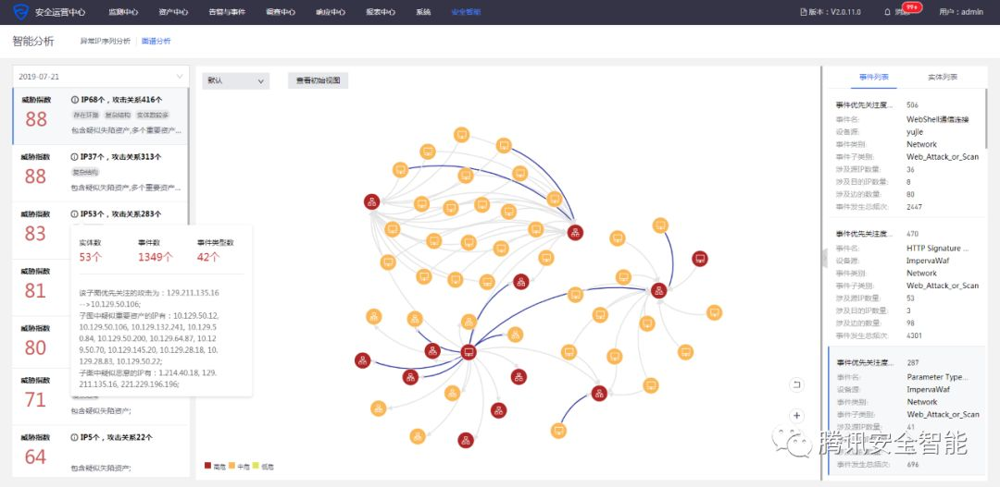 安全运营中心 监测中心 资产中心 告警与事件 调查中心 响应中心 报表中心 系统 安全智能 版本：V2.0.11.0 消息 99+ 用户：admin
智能分析 异常IP序列分析 图谱分析
2019-07-21
默认 查看初始视图
威胁指数 IP68个，攻击关系416个
88 存在环路 复杂结构 实体数较多
包含疑似失陷资产,多个重要资产...
威胁指数 IP37个，攻击关系313个
88 复杂结构
包含疑似失陷资产,多个重要资产...
威胁指数 IP53个，攻击关系283个
83
实体数 事件数 事件类型数
53个 1349个 42个
该子图优先关注的攻击为：129.211.135.16
-->10.129.50.106;
子图中疑似重要资产的IP有：10.129.50.12,
10.129.50.106, 10.129.132.241, 10.129.5
0.84, 10.129.50.200, 10.129.64.87, 10.12
9.50.70, 10.129.145.20, 10.129.28.18, 10.
129.28.83, 10.129.50.22;
子图中疑似恶意的IP有：1.214.40.18, 129.
211.135.16, 221.229.196.196;
威胁指数
81
威胁指数
80
威胁指数
71
包含疑似失陷资产;
威胁指数 IP5个，攻击关系22个
64
包含疑似失陷资产;
高危 中危 低危
事件列表 实体列表
事件优先关注度... 506
事件名: WebShell通信连接
设备源: yujie
事件类别: Network
事件子类别: Web_Attack_or_Scan
涉及源IP数量: 36
涉及目的IP数量: 8
涉及边的数量: 80
事件发生总频次: 2447
事件优先关注度... 470
事件名: HTTP Signature ...
设备源: ImpervaWaf
事件类别: Network
事件子类别: Web_Attack_or_Scan
涉及源IP数量: 53
涉及目的IP数量: 3
涉及边的数量: 98
事件发生总频次: 4301
事件优先关注度... 287
事件名: Parameter Type...
设备源: ImpervaWaf
事件类别: Network
事件子类别: Web_Attack_or_Scan
涉及源IP数量: 41
事件发生总频次: 696
腾讯安全智能